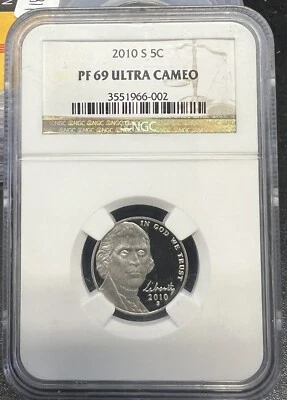 2010 S 5C
PF 69 ULTRA CAMEO
3551966-002
NGC
IN GOD WE TRUST
Liberty
2010
S